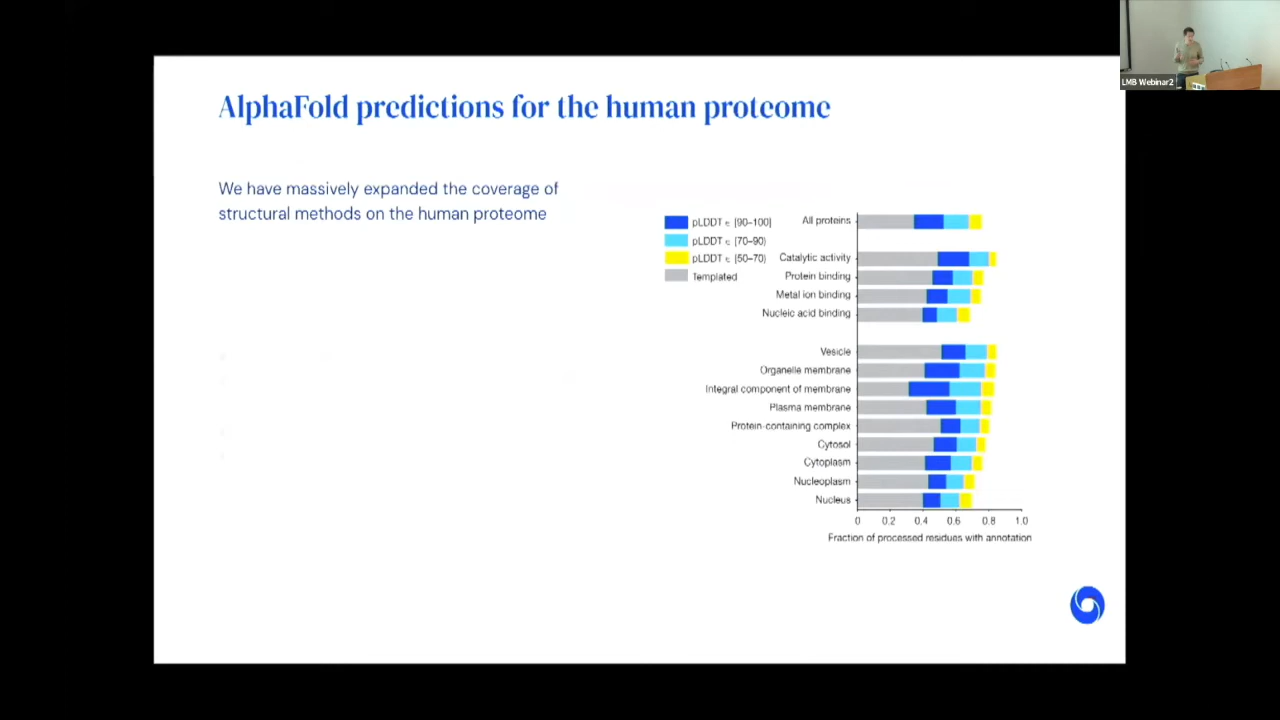 LMB Webinar2
AlphaFold predictions for the human proteome
We have massively expanded the coverage of
structural methods on the human proteome
pLDDT ∈ [90–100]
pLDDT ∈ [70–90)
pLDDT ∈ [50–70)
Templated
All proteins
Catalytic activity
Protein binding
Metal ion binding
Nucleic acid binding
Vesicle
Organelle membrane
Integral component of membrane
Plasma membrane
Protein-containing complex
Cytosol
Cytoplasm
Nucleoplasm
Nucleus
0 0.2 0.4 0.6 0.8 1.0
Fraction of processed residues with annotation